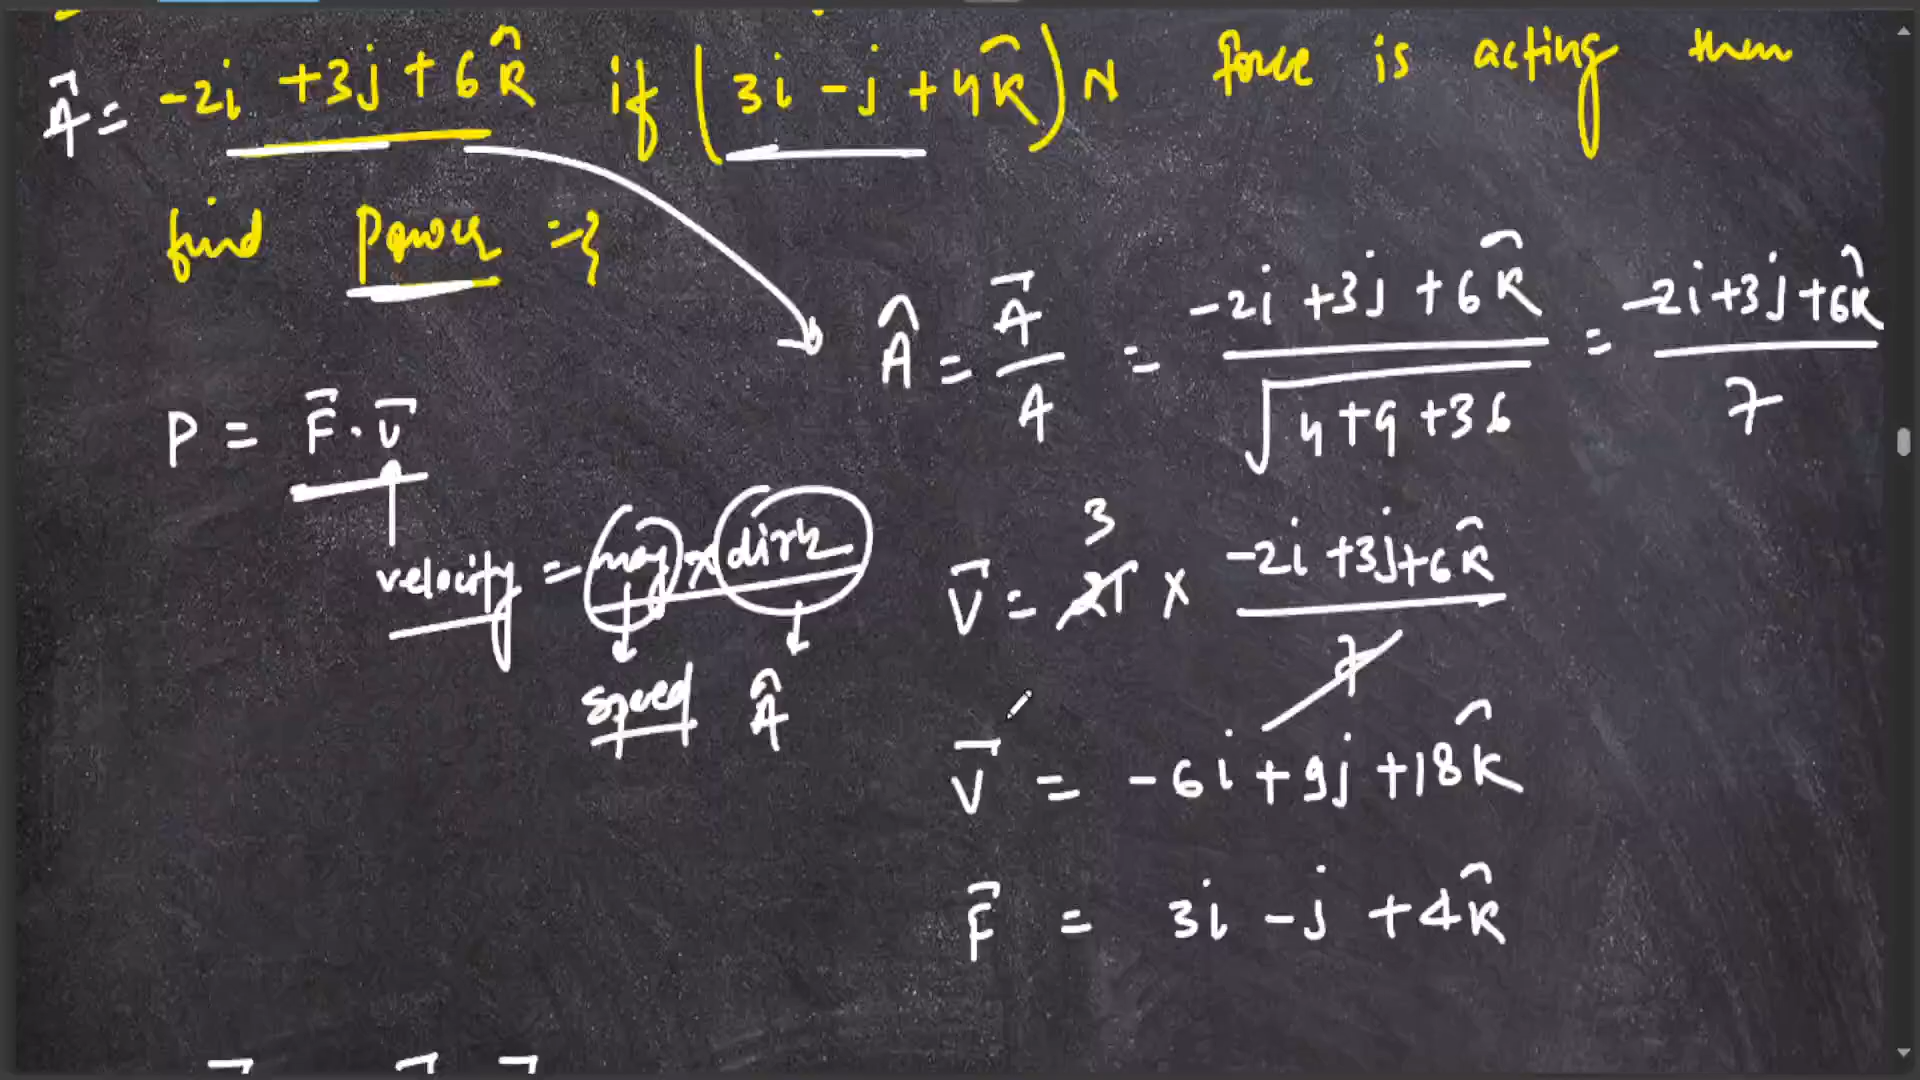 A⃗ = -2i + 3j + 6k̂ if (3i - j + 4k̂) N force is acting then
find Power :-}
Â = A⃗/A = (-2i + 3j + 6k̂)/√(4+9+36) = (-2i + 3j + 6k̂)/7
P = F⃗ . v⃗
velocity = mag × dirn
speed Â
3
v⃗ = 21 × (-2i + 3j + 6k̂)/7
v⃗ = -6i + 9j + 18k̂
F⃗ = 3i - j + 4k̂